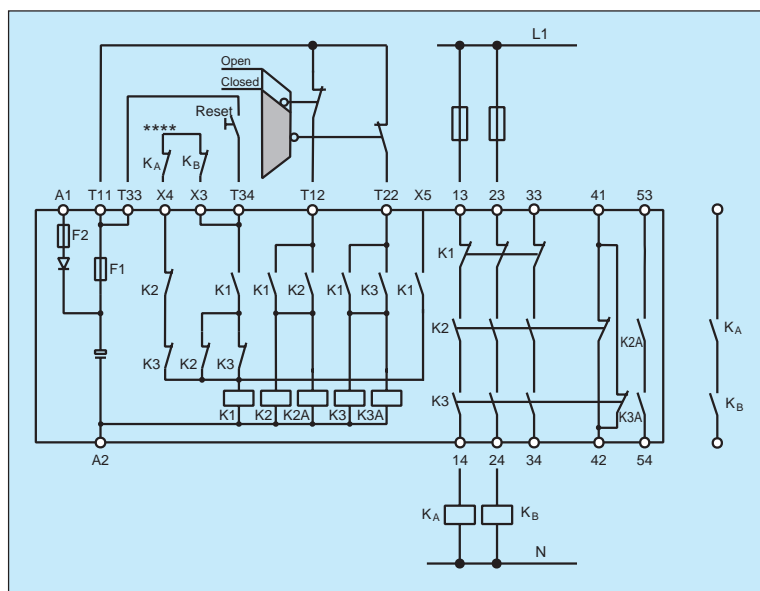 L1
Open
Closed
Reset
****
KA KB
A1 T11 T33 X4 X3 T34 T12 T22 X5 13 23 33 41 53
F2
F1
K1
K2 K1 K1 K2 K1 K3 K1
K2 K2A KA
K3 K2 K3
K3 K3A KB
K1 K2 K2A K3 K3A
A2 14 24 34 42 54
KA KB
N